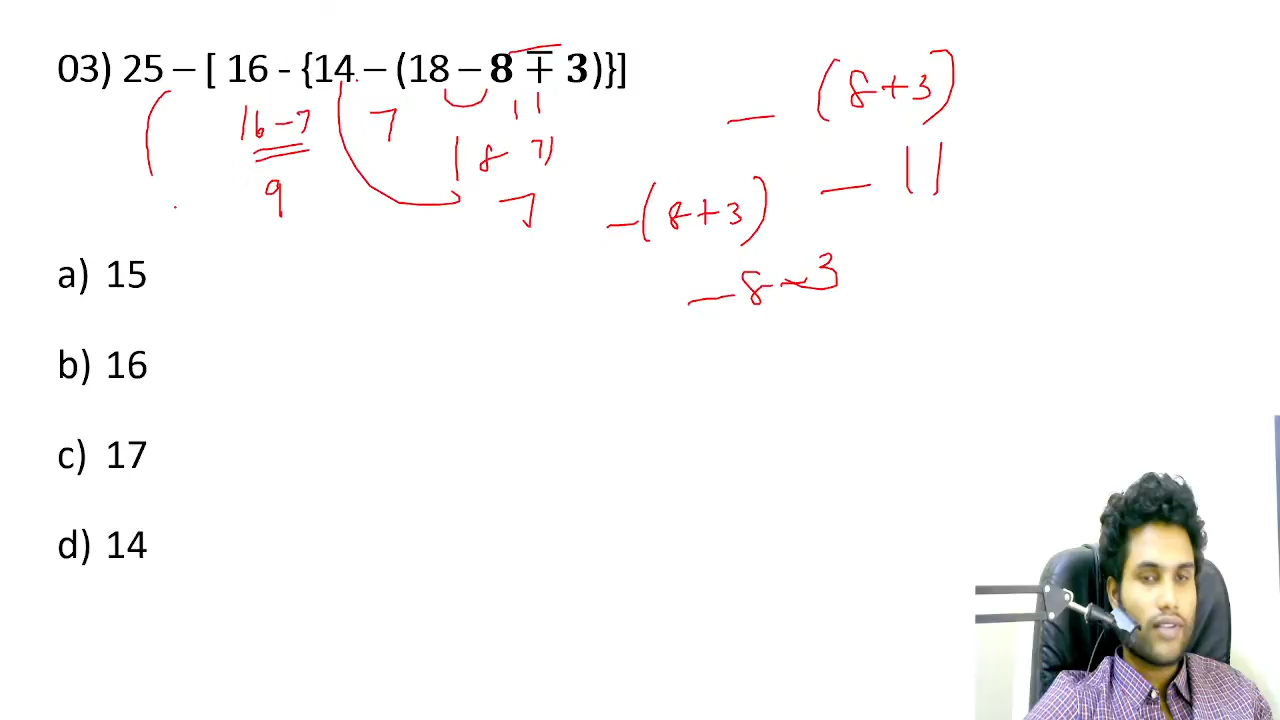 03) 25 – [ 16 - {14 – (18 – 8 + 3)}]
16 - 7
9
7
11
18 - 11
7
– (8+3)
– 11
–(8+3)
–8–3
a) 15
b) 16
c) 17
d) 14